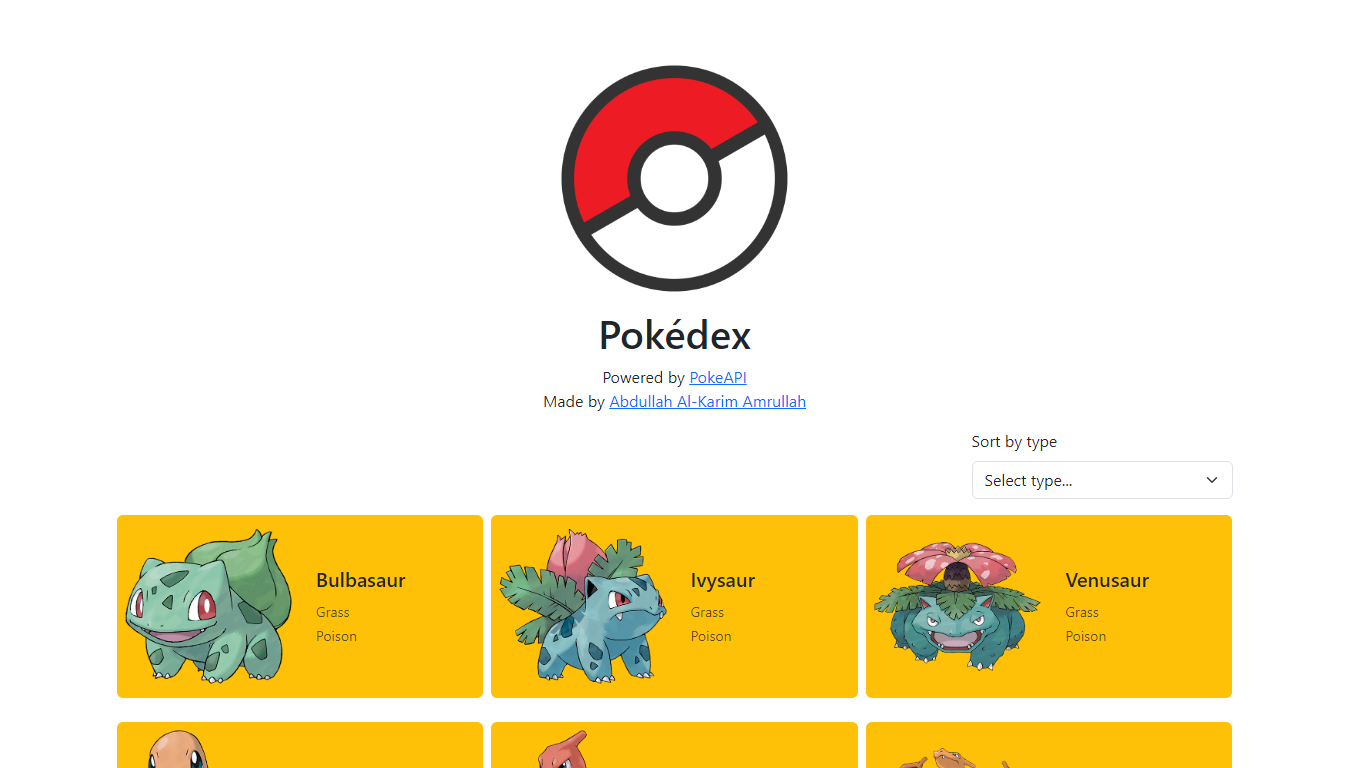 Pokédex
Powered by PokeAPI
Made by Abdullah Al-Karim Amrullah
Sort by type
Select type...
Bulbasaur
Grass
Poison
Ivysaur
Grass
Poison
Venusaur
Grass
Poison